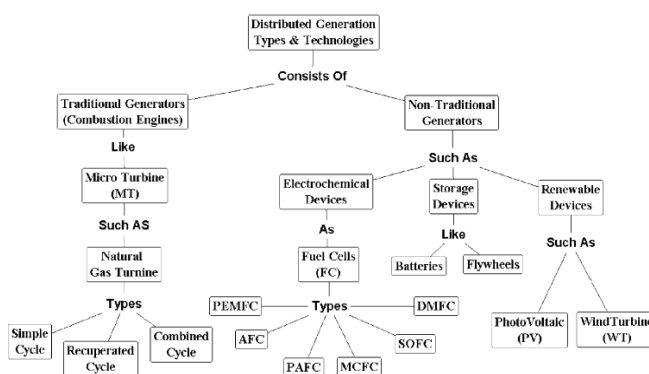 Distributed Generation
Types & Technologies
Consists Of
Traditional Generators
(Combustion Engines)
Non-Traditional
Generators
Like
Such As
Micro Turbine
(MT)
Electrochemical
Devices
Storage
Devices
Renewable
Devices
Such AS
As
Like
Such As
Natural
Gas Turnine
Fuel Cells
(FC)
Batteries
Flywheels
Types
PEMFC
Types
DMFC
Simple
Cycle
Recuperated
Cycle
Combined
Cycle
AFC
PAFC
MCFC
SOFC
PhotoVoltaic
(PV)
WindTurbine
(WT)